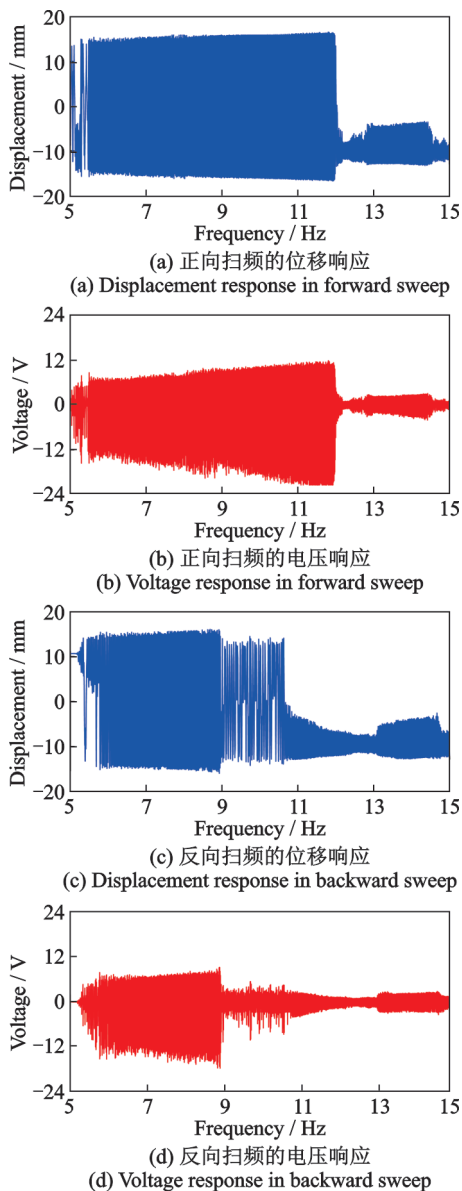 Displacement / mm
20
10
0
−10
−20
5 7 9 11 13 15
Frequency / Hz
(a) 正向扫频的位移响应
(a) Displacement response in forward sweep
Voltage / V
24
12
0
−12
−24
5 7 9 11 13 15
Frequency / Hz
(b) 正向扫频的电压响应
(b) Voltage response in forward sweep
Displacement / mm
20
10
0
−10
−20
5 7 9 11 13 15
Frequency / Hz
(c) 反向扫频的位移响应
(c) Displacement response in backward sweep
Voltage / V
24
12
0
−12
−24
5 7 9 11 13 15
Frequency / Hz
(d) 反向扫频的电压响应
(d) Voltage response in backward sweep